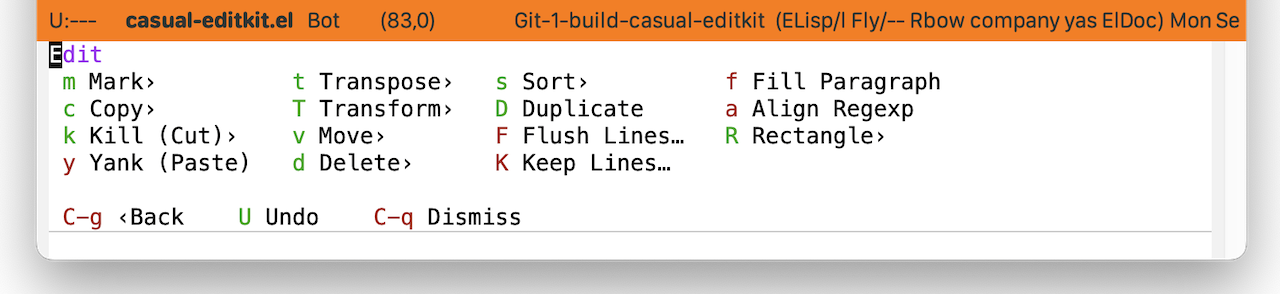 U:--- casual-editkit.el Bot (83,0) Git-1-build-casual-editkit (ELisp/l Fly/-- Rbow company yas ElDoc) Mon Se
Edit
m Mark› t Transpose› s Sort› f Fill Paragraph
c Copy› T Transform› D Duplicate a Align Regexp
k Kill (Cut)› v Move› F Flush Lines… R Rectangle›
y Yank (Paste) d Delete› K Keep Lines…
C-g ‹Back U Undo C-q Dismiss